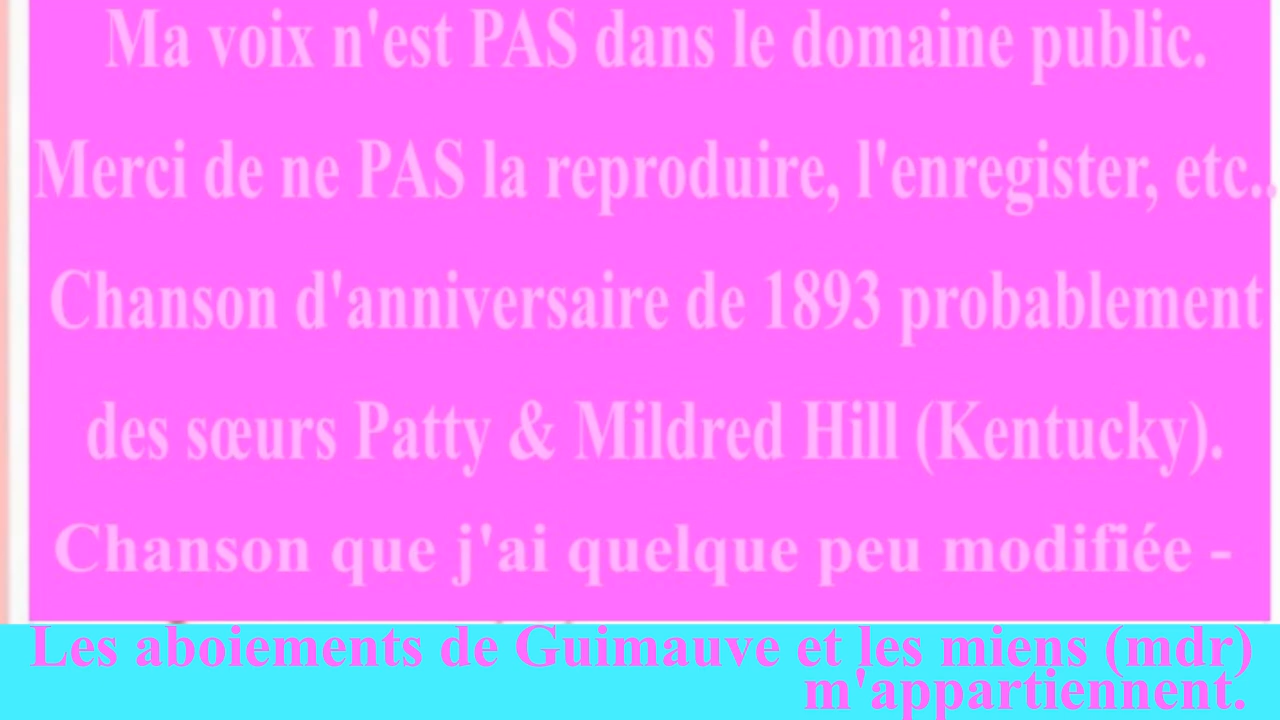 Ma voix n'est PAS dans le domaine public.
Merci de ne PAS la reproduire, l'enregister, etc..
Chanson d'anniversaire de 1893 probablement
des sœurs Patty & Mildred Hill (Kentucky).
Chanson que j'ai quelque peu modifiée -
Les aboiements de Guimauve et les miens (mdr)
m'appartiennent.